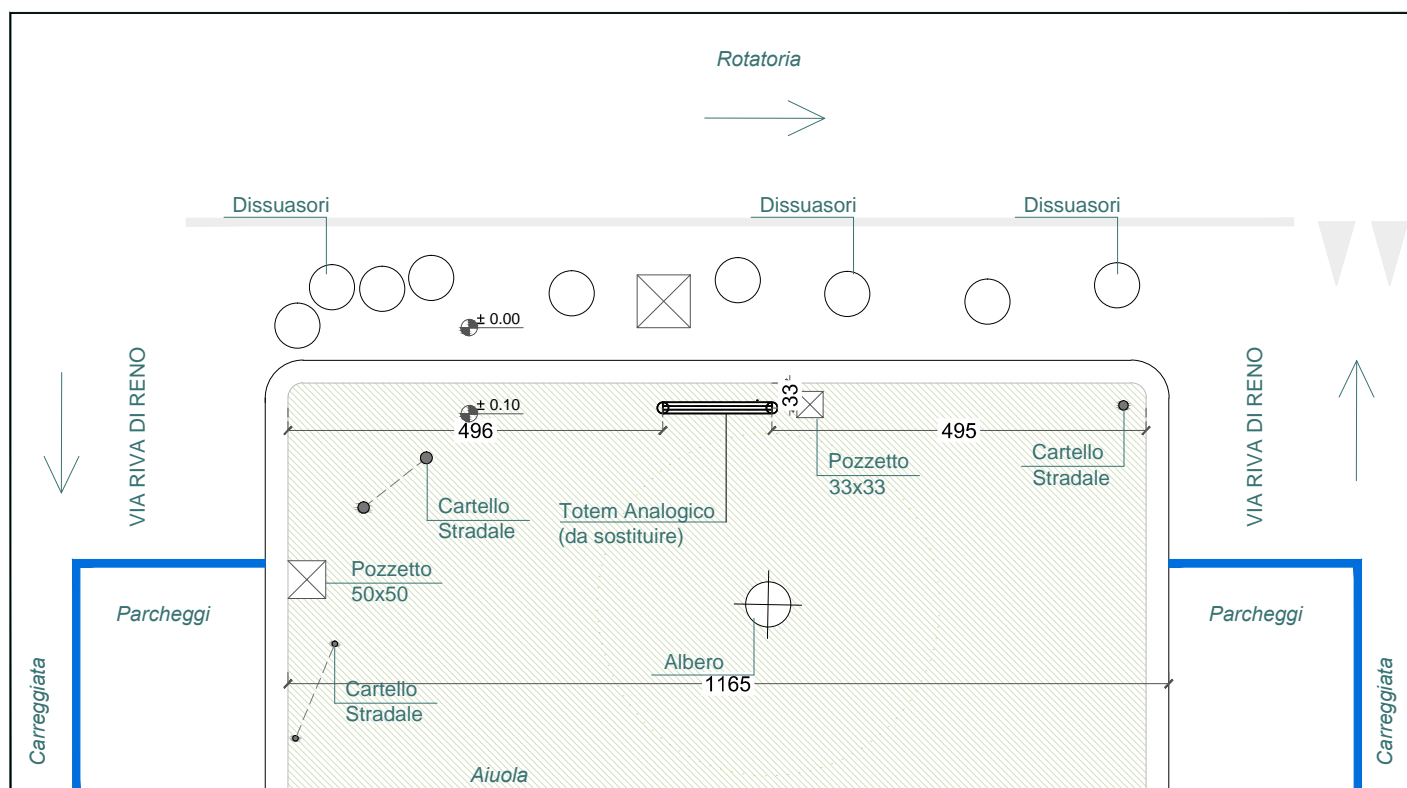 Rotatoria
Dissuasori
Dissuasori
Dissuasori
± 0.00
VIA RIVA DI RENO
VIA RIVA DI RENO
± 0.10
33
496
495
Cartello
Stradale
Pozzetto
33x33
Cartello
Stradale
Totem Analogico
(da sostituire)
Pozzetto
50x50
Parcheggi
Parcheggi
Albero
1165
Cartello
Stradale
Carreggiata
Carreggiata
Aiuola